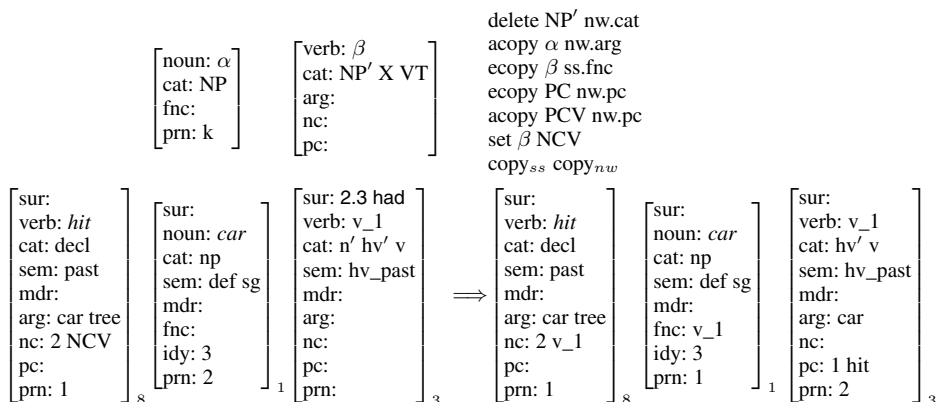 [noun: α
cat: NP
fnc:
prn: k]
[verb: β
cat: NP′ X VT
arg:
nc:
pc:]
delete NP′ nw.cat
acopy α nw.arg
ecopy β ss.fnc
ecopy PC nw.pc
acopy PCV nw.pc
set β NCV
copy_ss copy_nw
[sur:
verb: hit
cat: decl
sem: past
mdr:
arg: car tree
nc: 2 NCV
pc:
prn: 1]8
[sur:
noun: car
cat: np
sem: def sg
mdr:
fnc:
idy: 3
prn: 2]1
[sur: 2.3 had
verb: v_1
cat: n′ hv′ v
sem: hv_past
mdr:
arg:
nc:
pc:
prn:]3
⟹
[sur:
verb: hit
cat: decl
sem: past
mdr:
arg: car tree
nc: 2 v_1
pc:
prn: 1]8
[sur:
noun: car
cat: np
sem: def sg
mdr:
fnc: v_1
idy: 3
prn: 1]1
[sur:
verb: v_1
cat: hv′ v
sem: hv_past
mdr:
arg: car
nc:
pc: 1 hit
prn: 2]3